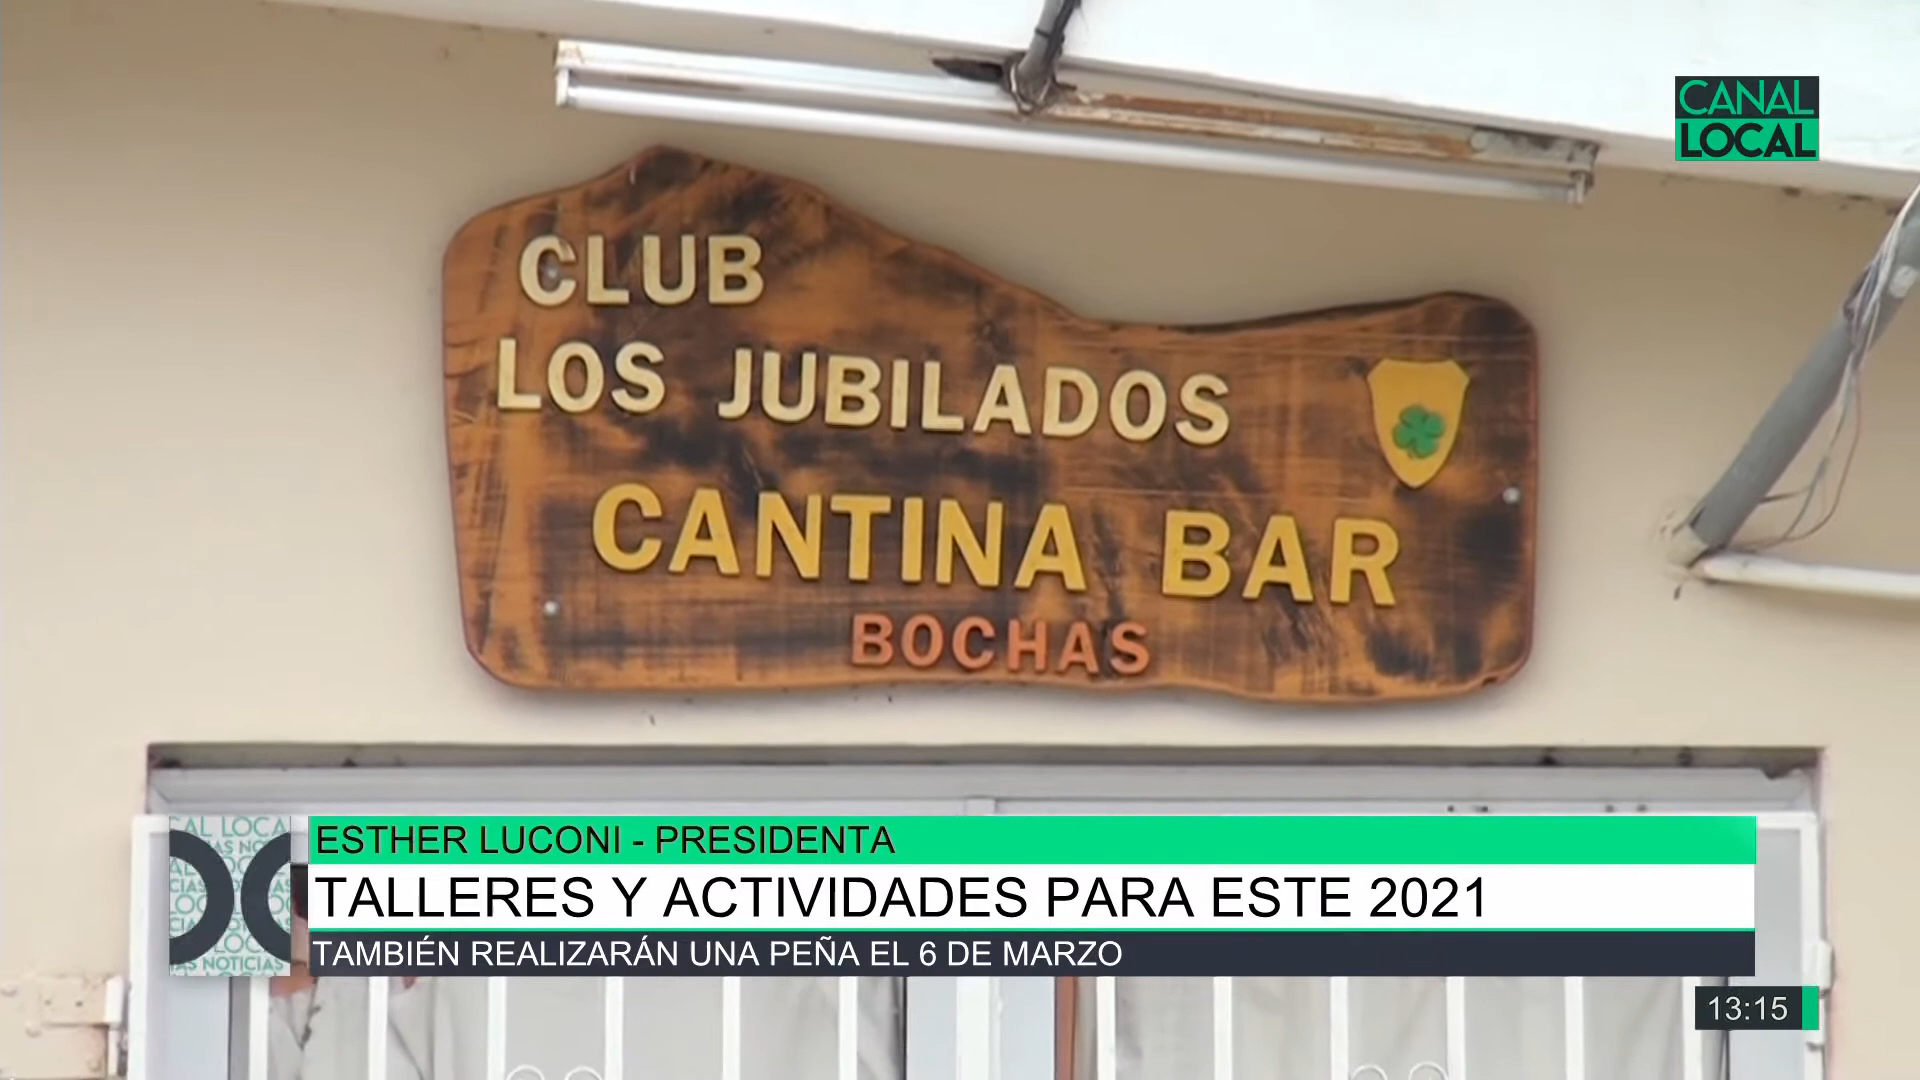 CANAL
LOCAL
CLUB
LOS JUBILADOS
CANTINA BAR
BOCHAS
ESTHER LUCONI - PRESIDENTA
TALLERES Y ACTIVIDADES PARA ESTE 2021
TAMBIÉN REALIZARÁN UNA PEÑA EL 6 DE MARZO
13:15